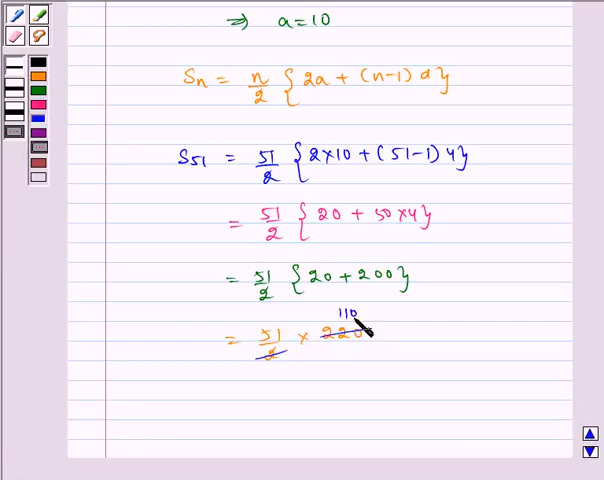 ⇒ a=10
Sn = n/2 {2a + (n-1) d}
S51 = 51/2 {2×10 + (51-1) 4}
= 51/2 {20 + 50×4}
= 51/2 {20 + 200}
110
= 51/2 × 220